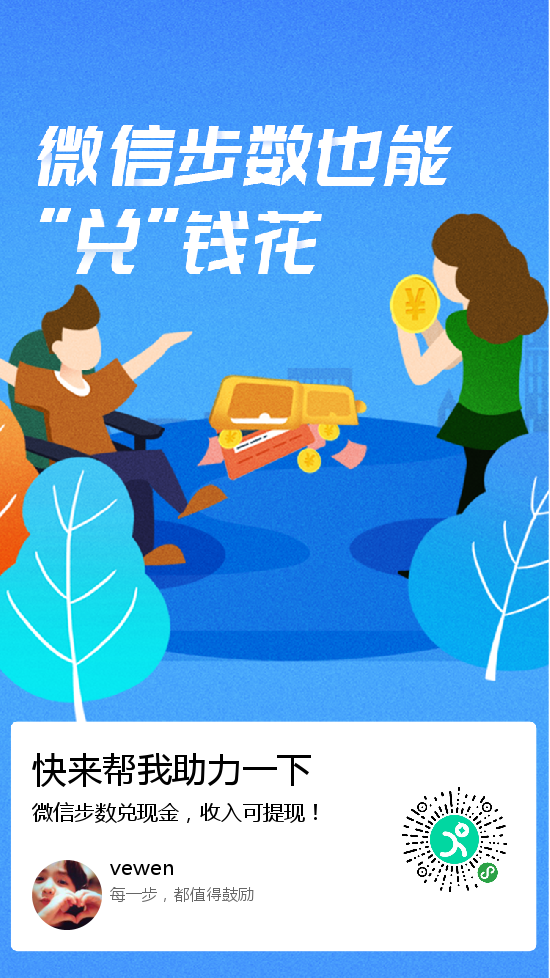 微信步数也能
“兑”钱花
快来帮我助力一下
微信步数兑现金，收入可提现！
vewen
每一步，都值得鼓励